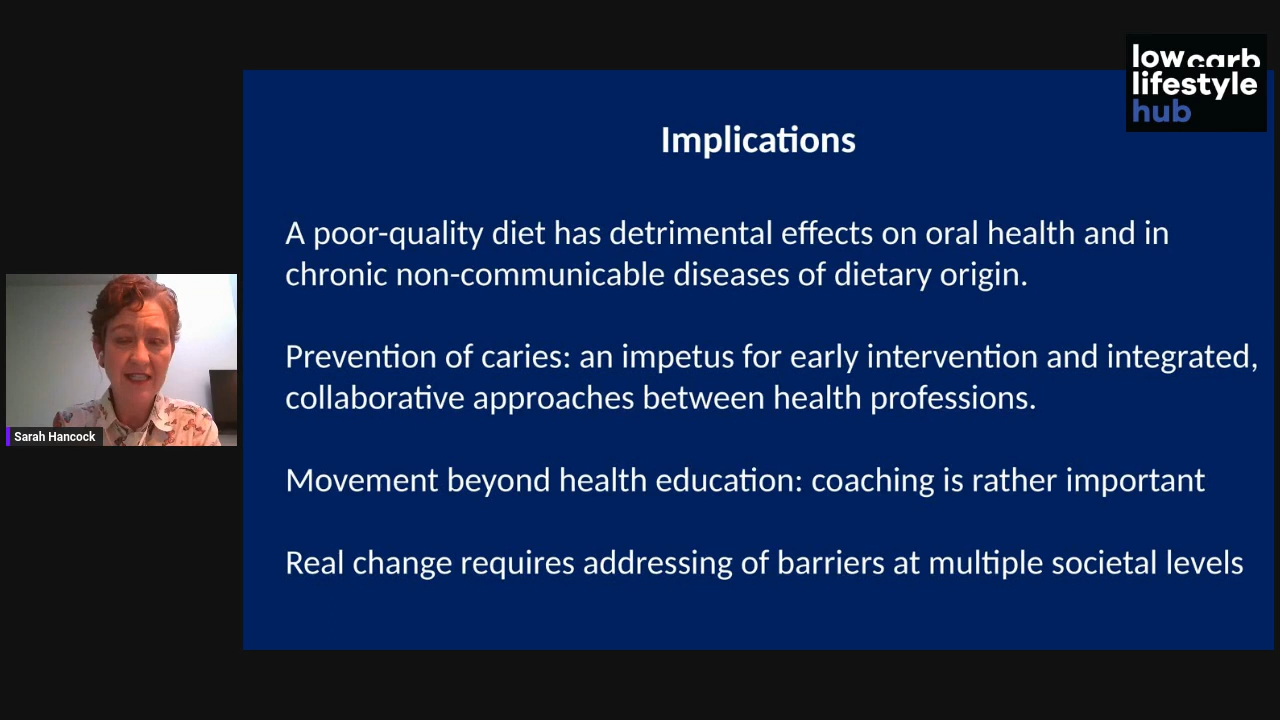 low carb
lifestyle
hub
Implications
A poor-quality diet has detrimental effects on oral health and in
chronic non-communicable diseases of dietary origin.
Prevention of caries: an impetus for early intervention and integrated,
collaborative approaches between health professions.
Movement beyond health education: coaching is rather important
Real change requires addressing of barriers at multiple societal levels
Sarah Hancock